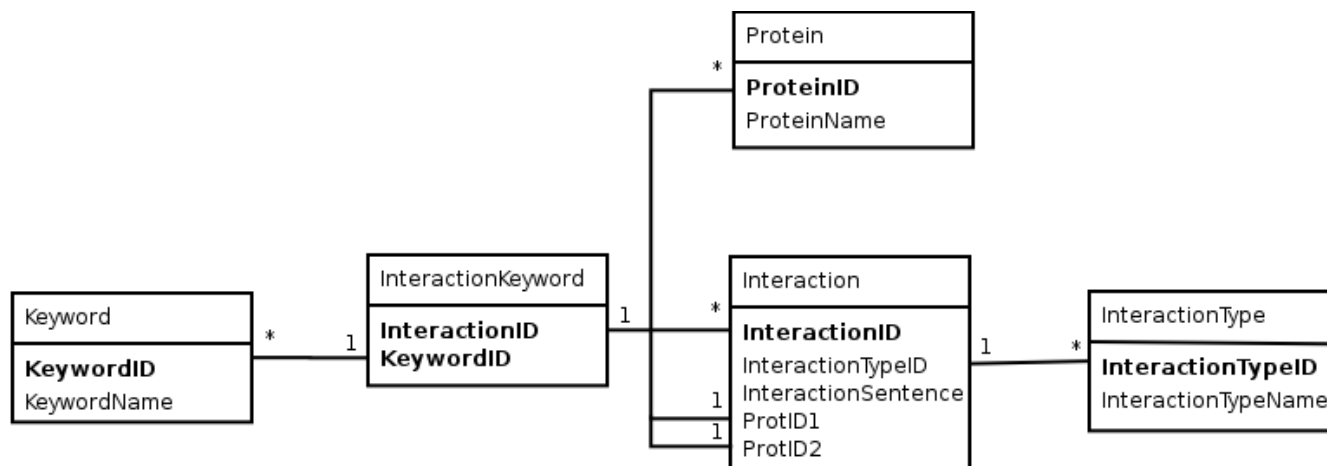 Protein
*
ProteinID
ProteinName
Keyword
*
KeywordID
KeywordName
1
InteractionKeyword
InteractionID
KeywordID
1
Interaction
*
InteractionID
InteractionTypeID
InteractionSentence
1
ProtID1
1
ProtID2
1
*
InteractionType
InteractionTypeID
InteractionTypeName